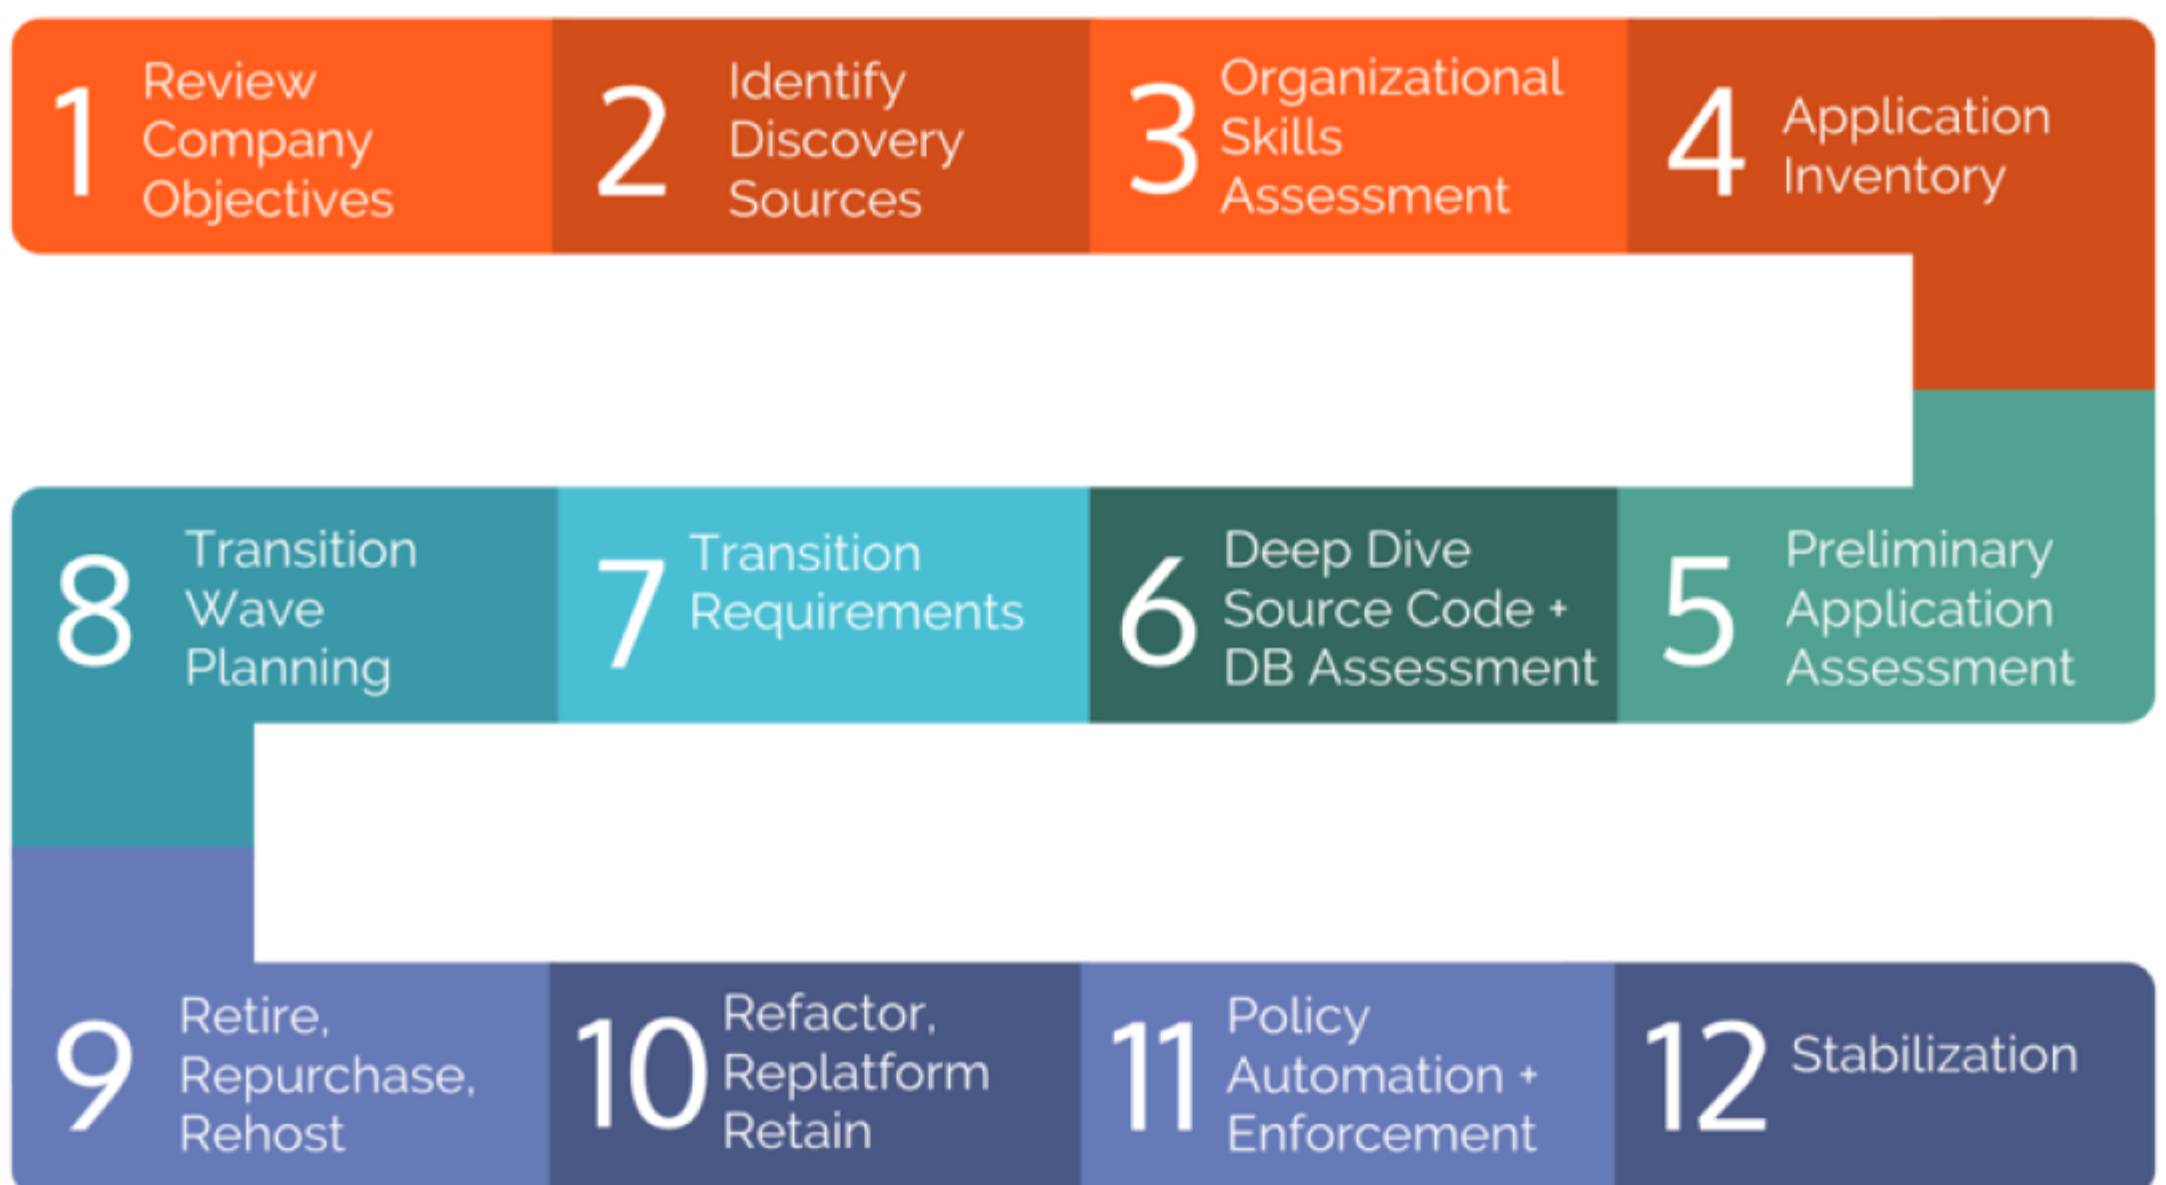 1
Review
Company
Objectives
2
Identify
Discovery
Sources
3
Organizational
Skills
Assessment
4
Application
Inventory
5
Preliminary
Application
Assessment
6
Deep Dive
Source Code +
DB Assessment
7
Transition
Requirements
8
Transition
Wave
Planning
9
Retire,
Repurchase,
Rehost
10
Refactor,
Replatform
Retain
11
Policy
Automation +
Enforcement
12
Stabilization